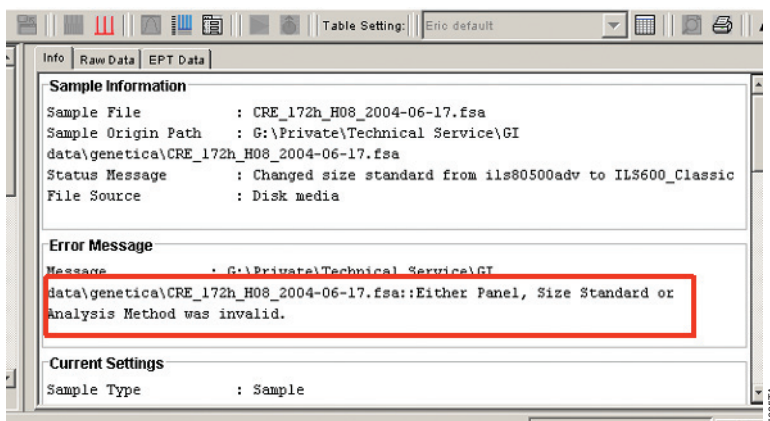 Table Setting: Eric default
Info Raw Data EPT Data
Sample Information
Sample File : CRE_172h_H08_2004-06-17.fsa
Sample Origin Path : G:\Private\Technical Service\GI
data\genetica\CRE_172h_H08_2004-06-17.fsa
Status Message : Changed size standard from ils80500adv to ILS600_Classic
File Source : Disk media
Error Message
Message : G:\Private\Technical Service\GI
data\genetica\CRE_172h_H08_2004-06-17.fsa::Either Panel, Size Standard or
Analysis Method was invalid.
Current Settings
Sample Type : Sample